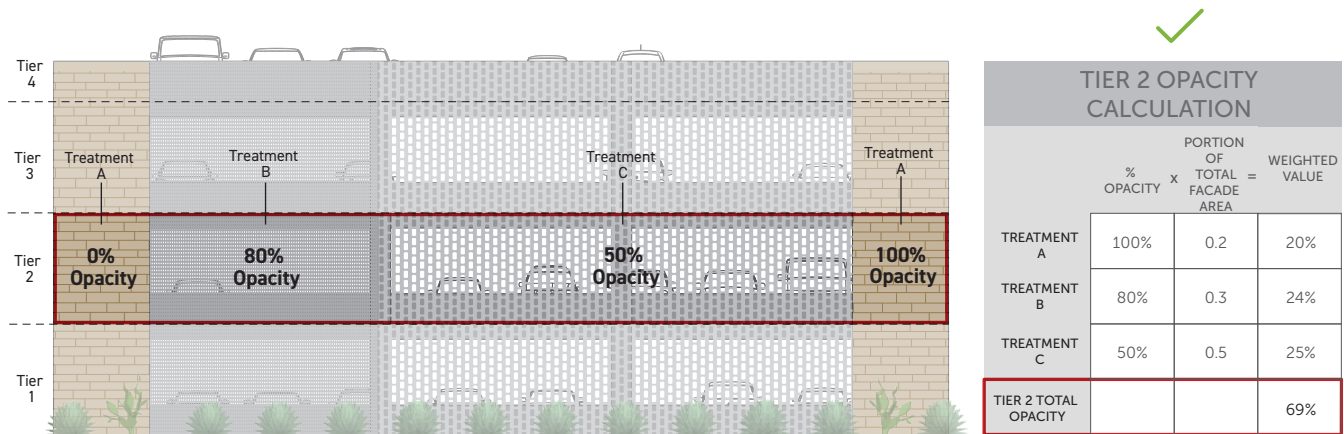 Tier
4
Tier
3
Treatment
A
Treatment
B
Treatment
C
Treatment
A
Tier
2
0%
Opacity
80%
Opacity
50%
Opacity
100%
Opacity
Tier
1
TIER 2 OPACITY
CALCULATION
%
OPACITY
x
PORTION
OF
TOTAL
FACADE
AREA
=
WEIGHTED
VALUE
TREATMENT
A
100%
0.2
20%
TREATMENT
B
80%
0.3
24%
TREATMENT
C
50%
0.5
25%
TIER 2 TOTAL
OPACITY
69%